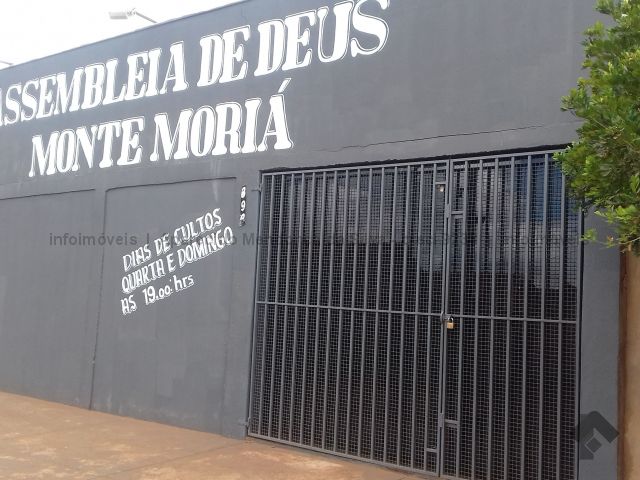 ASSEMBLEIA DE DEUS
MONTE MORIÁ
DIAS DE CULTOS
QUARTA E DOMINGO
AS 19.00 hrs
infoimóveis |